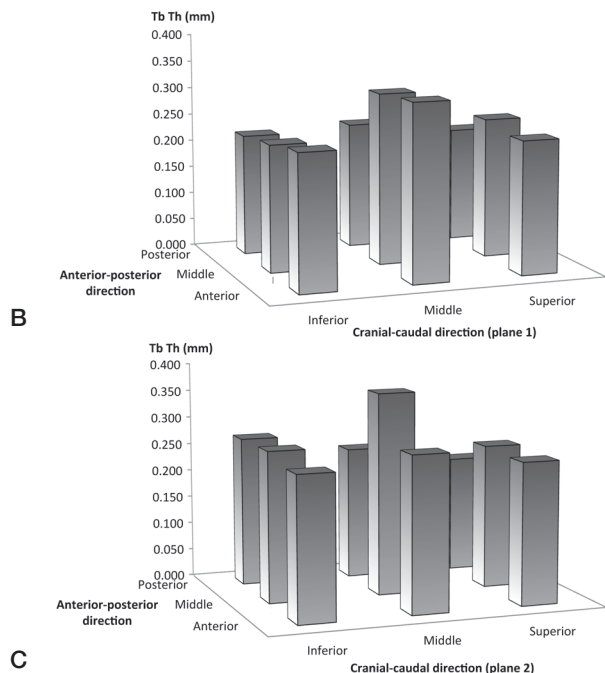 Tb Th (mm)
0.400
0.350
0.300
0.250
0.200
0.150
0.100
0.050
0.000
Posterior
Middle
Anterior
Anterior-posterior
direction
Inferior
Middle
Superior
Cranial-caudal direction (plane 1)
B
Tb Th (mm)
0.400
0.350
0.300
0.250
0.200
0.150
0.100
0.050
0.000
Posterior
Middle
Anterior
Anterior-posterior
direction
Inferior
Middle
Superior
Cranial-caudal direction (plane 2)
C